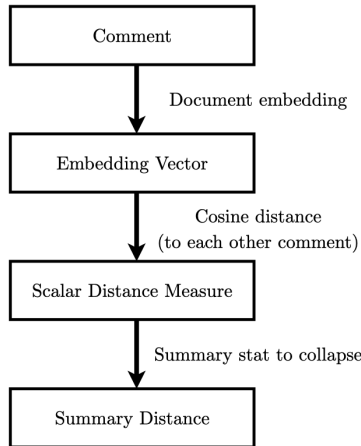 Comment
Document embedding
Embedding Vector
Cosine distance
(to each other comment)
Scalar Distance Measure
Summary stat to collapse
Summary Distance